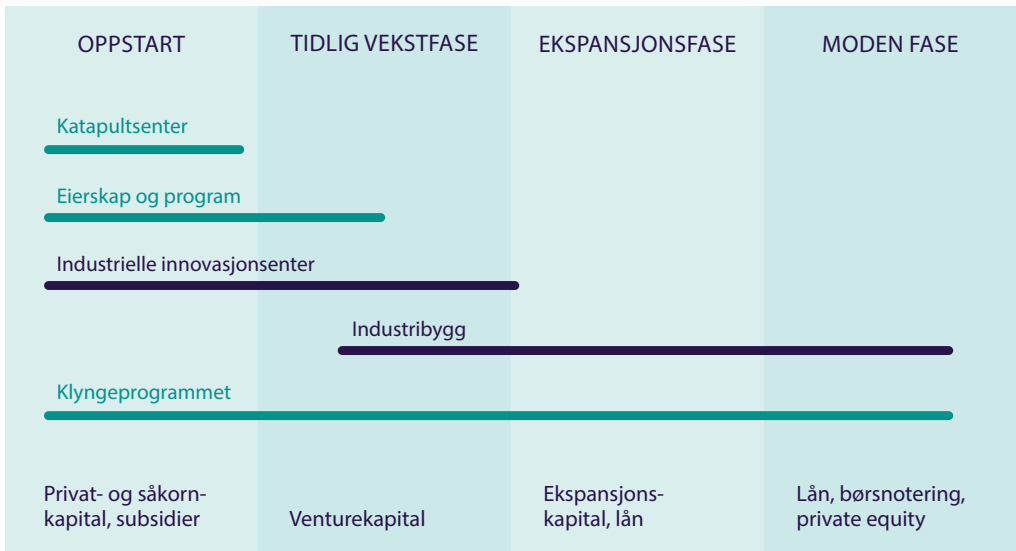 OPPSTART
TIDLIG VEKSTFASE
EKSPANSJONSFASE
MODEN FASE
Katapultsenter
Eierskap og program
Industrielle innovasjonsenter
Industribygg
Klyngeprogrammet
Privat- og såkorn-
kapital, subsidier
Venturekapital
Ekspansjons-
kapital, lån
Lån, børsnotering,
private equity